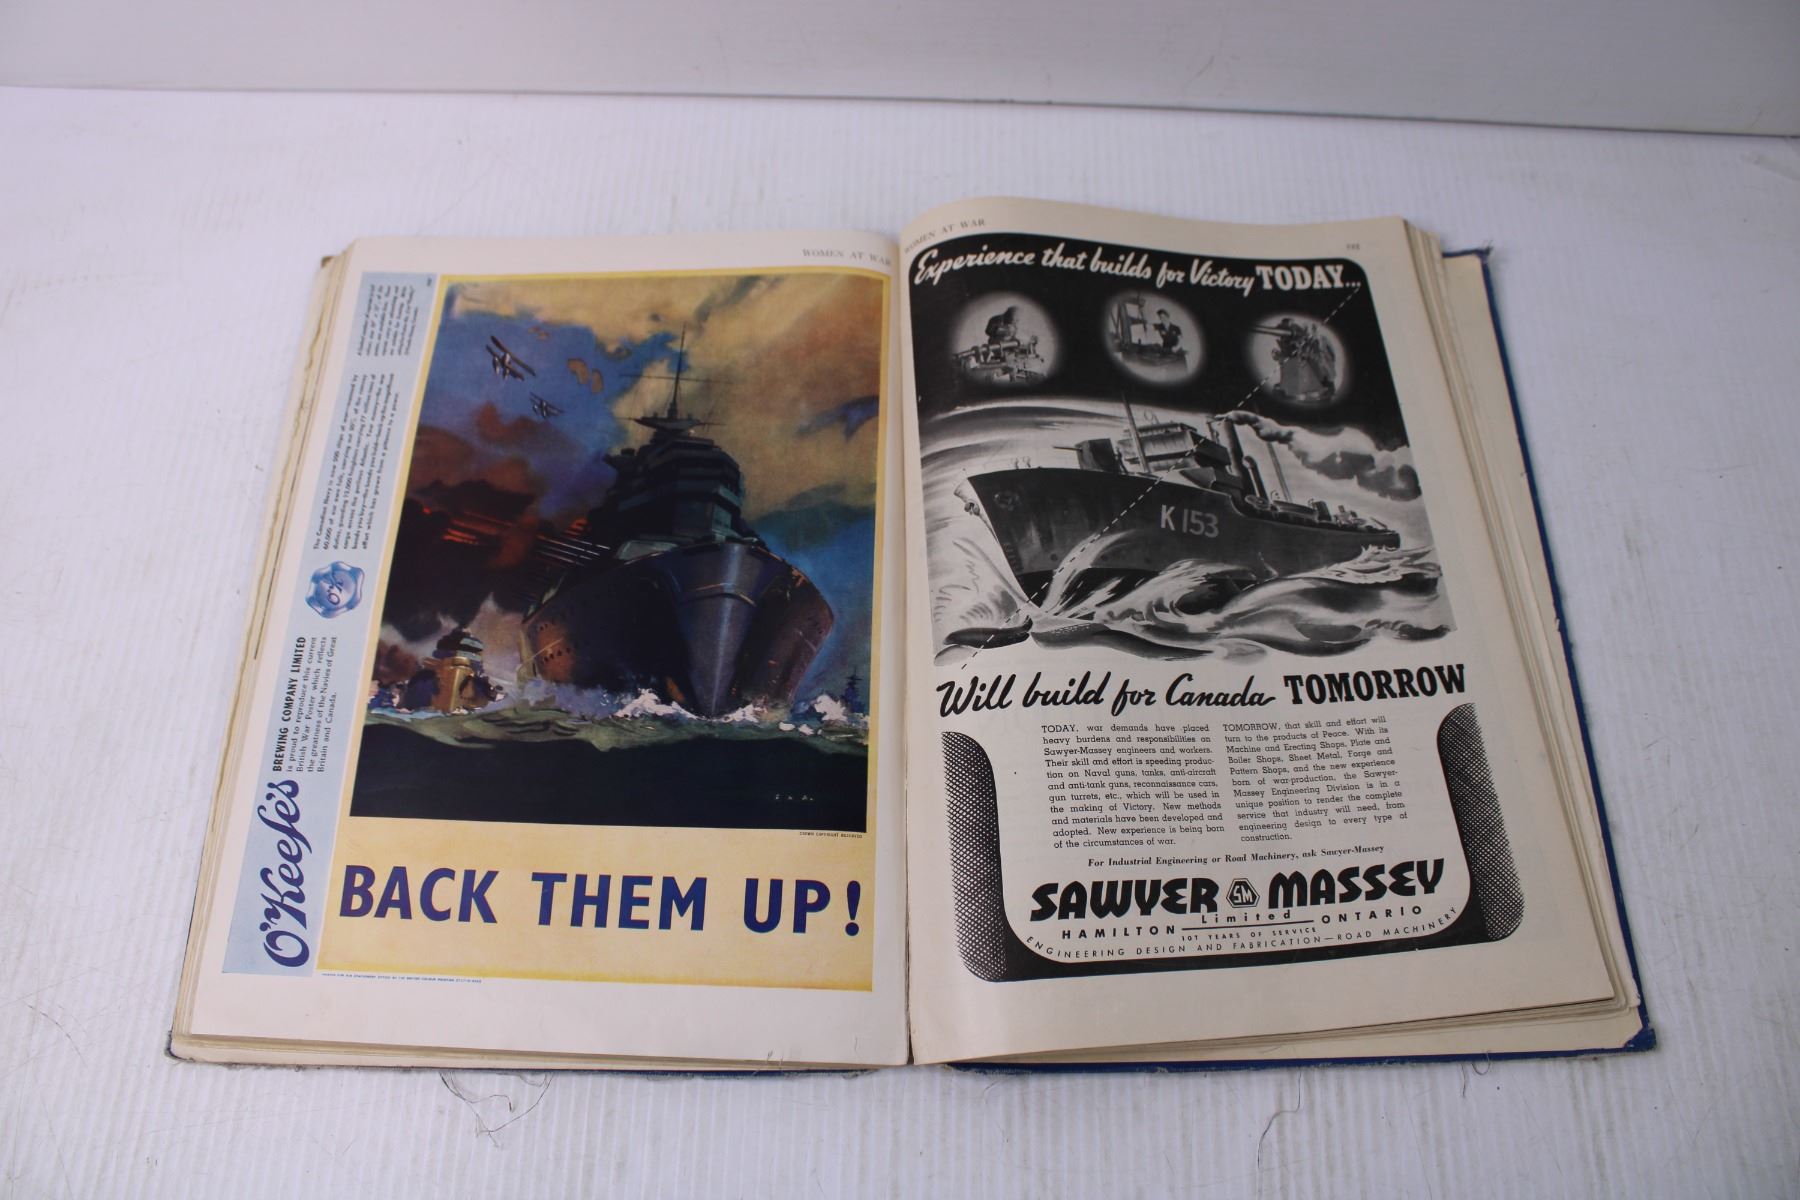 WOMEN AT WAR
O'Keefe's
BREWING COMPANY LIMITED
is proud to reproduce this current
British War Poster which reflects
the greatness of the Navies of Great
Britain and Canada.
O'K
CROWN COPYRIGHT RESERVED
BACK THEM UP!
WOMEN AT WAR
Experience that builds for Victory TODAY...
K 153
Will build for Canada TOMORROW
TODAY, war demands have placed
heavy burdens and responsibilities on
Sawyer-Massey engineers and workers.
Their skill and effort is speeding produc-
tion on Naval guns, tanks, anti-aircraft
and anti-tank guns, reconnaissance cars,
gun turrets, etc., which will be used in
the making of Victory. New methods
and materials have been developed and
adopted. New experience is being born
of the circumstances of war.
TOMORROW, that skill and effort will
turn to the products of Peace. With its
Machine and Erecting Shops, Plate and
Boiler Shops, Sheet Metal, Forge and
Pattern Shops, and the new experience
born of war-production, the Sawyer-
Massey Engineering Division is in a
unique position to render the complete
service that industry will need, from
engineering design to every type of
construction.
For Industrial Engineering or Road Machinery, ask Sawyer-Massey
SAWYER SM MASSEY
Limited
HAMILTON ONTARIO
107 YEARS OF SERVICE
ENGINEERING DESIGN AND FABRICATION—ROAD MACHINERY